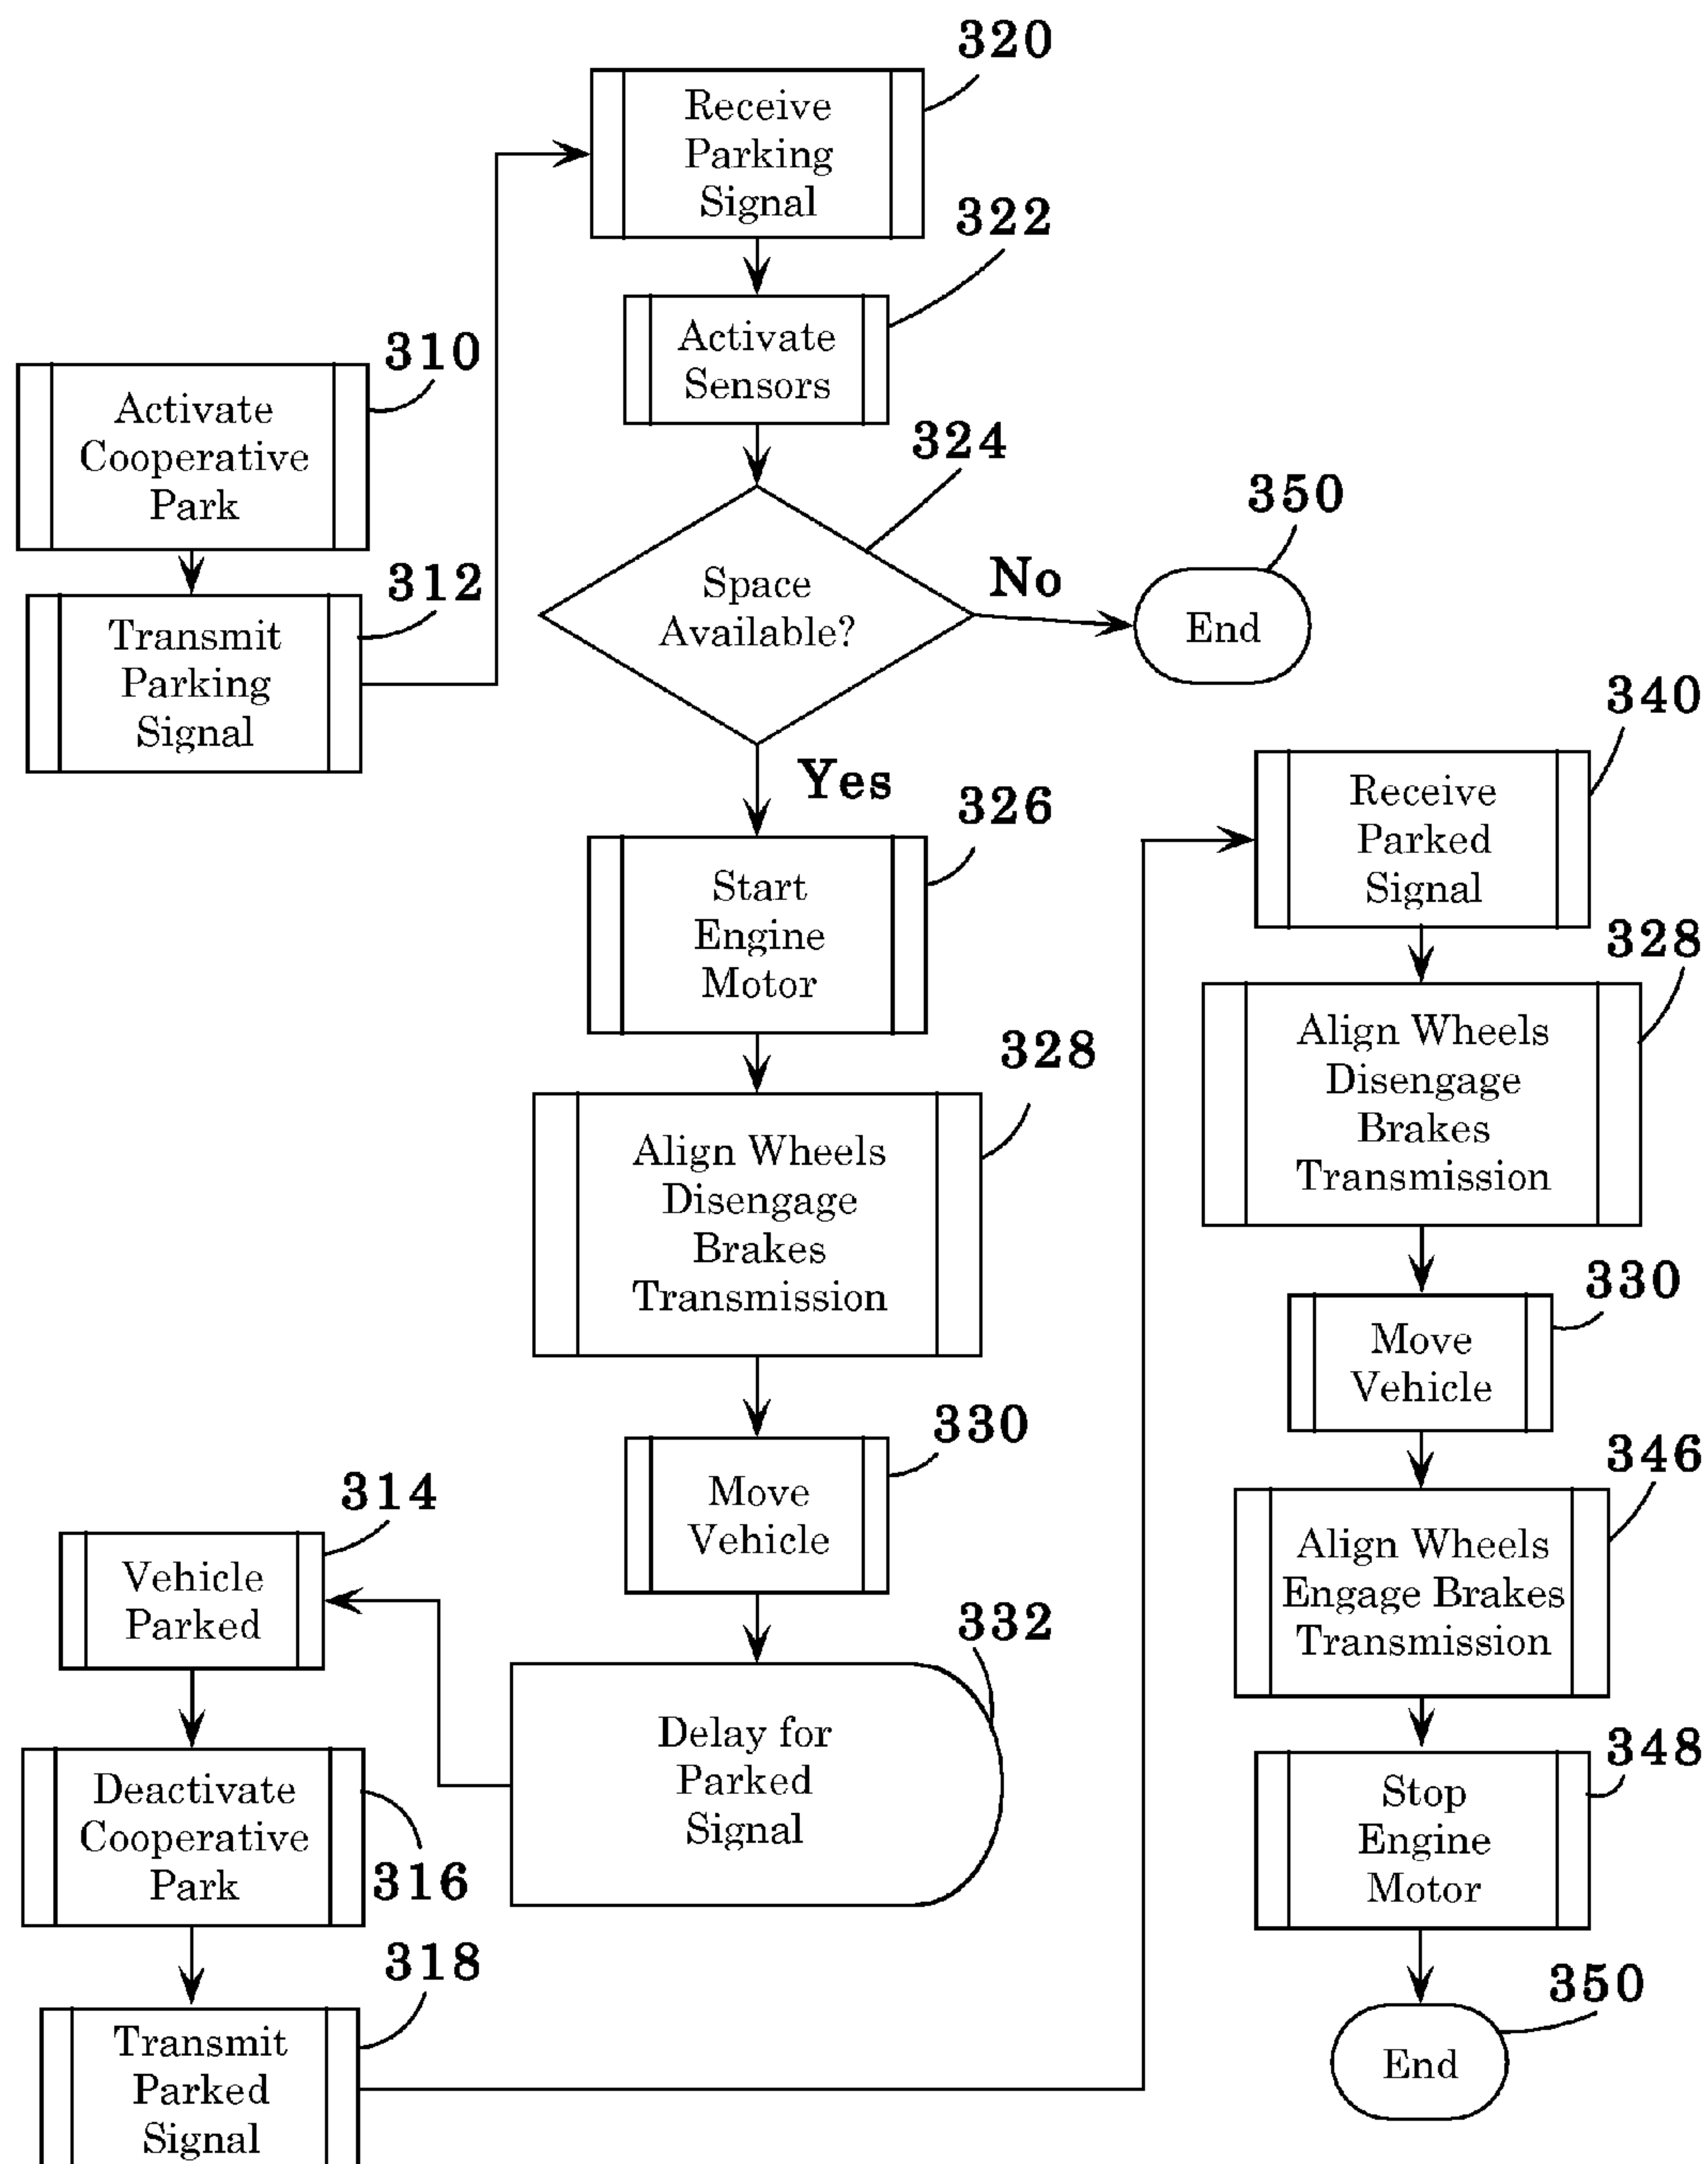 310
Activate
Cooperative
Park
312
Transmit
Parking
Signal
320
Receive
Parking
Signal
322
Activate
Sensors
324
Space
Available?
No
350
End
Yes
326
Start
Engine
Motor
328
Align Wheels
Disengage
Brakes
Transmission
330
Move
Vehicle
332
Delay for
Parked
Signal
314
Vehicle
Parked
316
Deactivate
Cooperative
Park
318
Transmit
Parked
Signal
340
Receive
Parked
Signal
328
Align Wheels
Disengage
Brakes
Transmission
330
Move
Vehicle
346
Align Wheels
Engage Brakes
Transmission
348
Stop
Engine
Motor
350
End